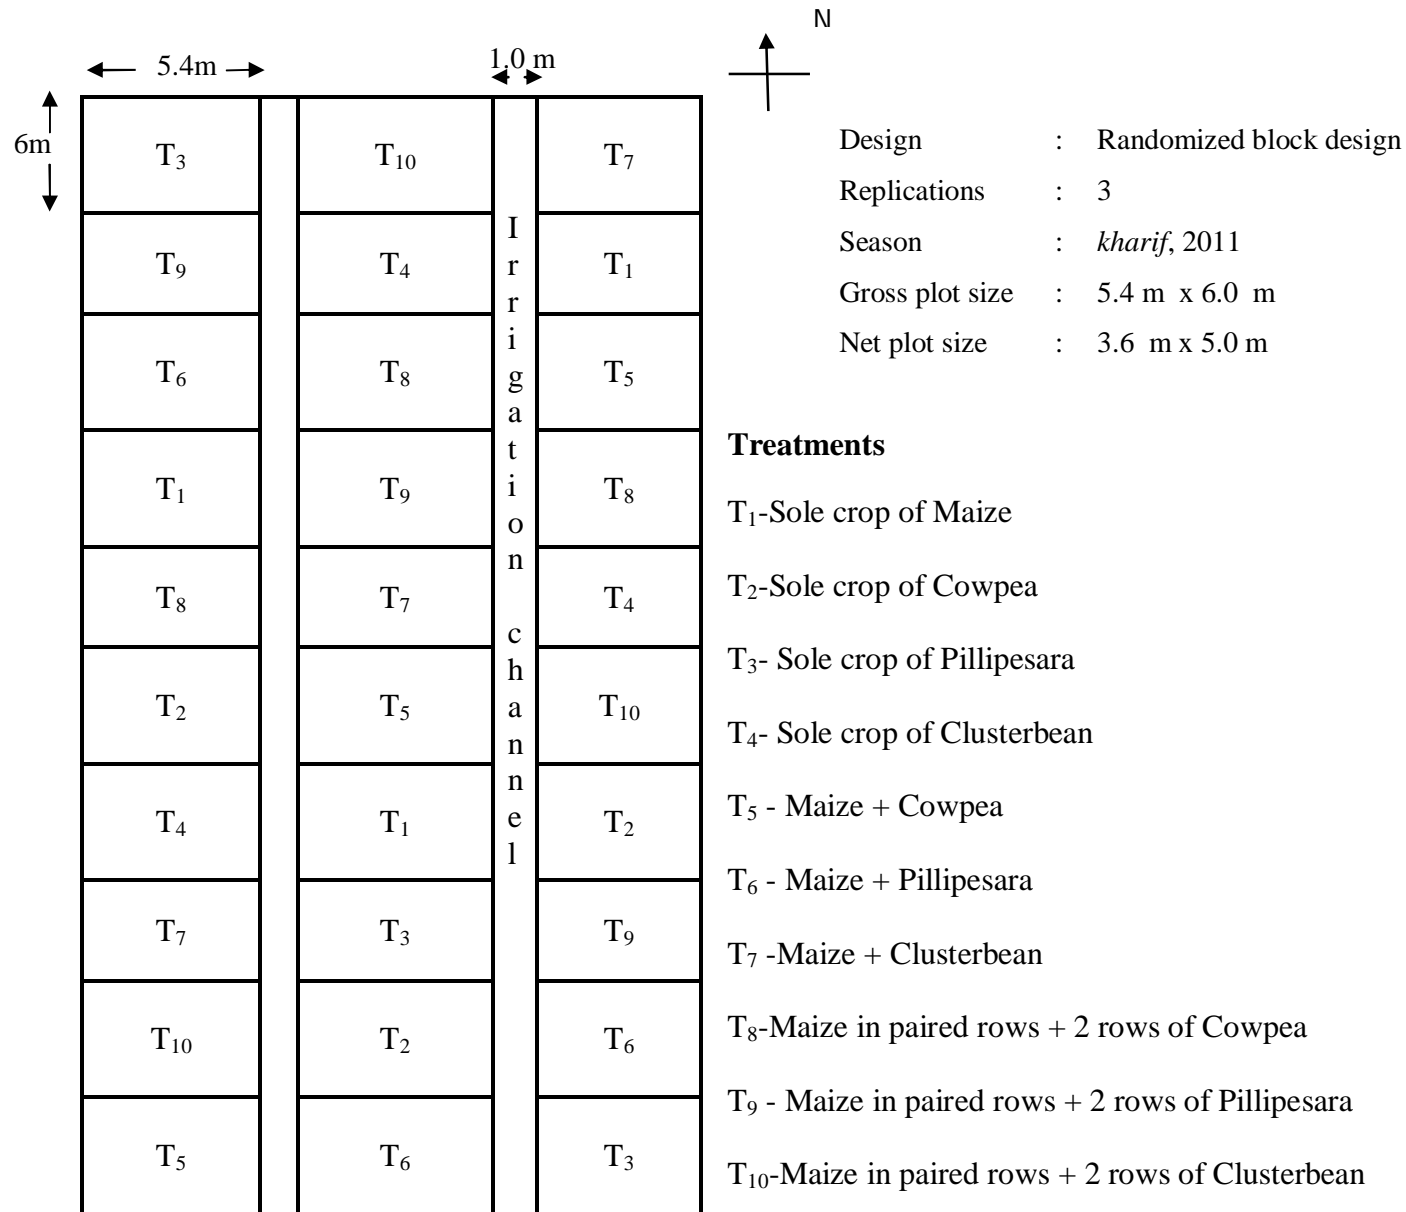 N
5.4m
1.0 m
6m
T3 T10 T7
T9 T4 T1
T6 T8 T5
T1 T9 T8
T8 T7 T4
T2 T5 T10
T4 T1 T2
T7 T3 T9
T10 T2 T6
T5 T6 T3
Irrigation channel
Design : Randomized block design
Replications : 3
Season : kharif, 2011
Gross plot size : 5.4 m x 6.0 m
Net plot size : 3.6 m x 5.0 m
Treatments
T1-Sole crop of Maize
T2-Sole crop of Cowpea
T3- Sole crop of Pillipesara
T4- Sole crop of Clusterbean
T5 - Maize + Cowpea
T6 - Maize + Pillipesara
T7 -Maize + Clusterbean
T8-Maize in paired rows + 2 rows of Cowpea
T9 - Maize in paired rows + 2 rows of Pillipesara
T10-Maize in paired rows + 2 rows of Clusterbean